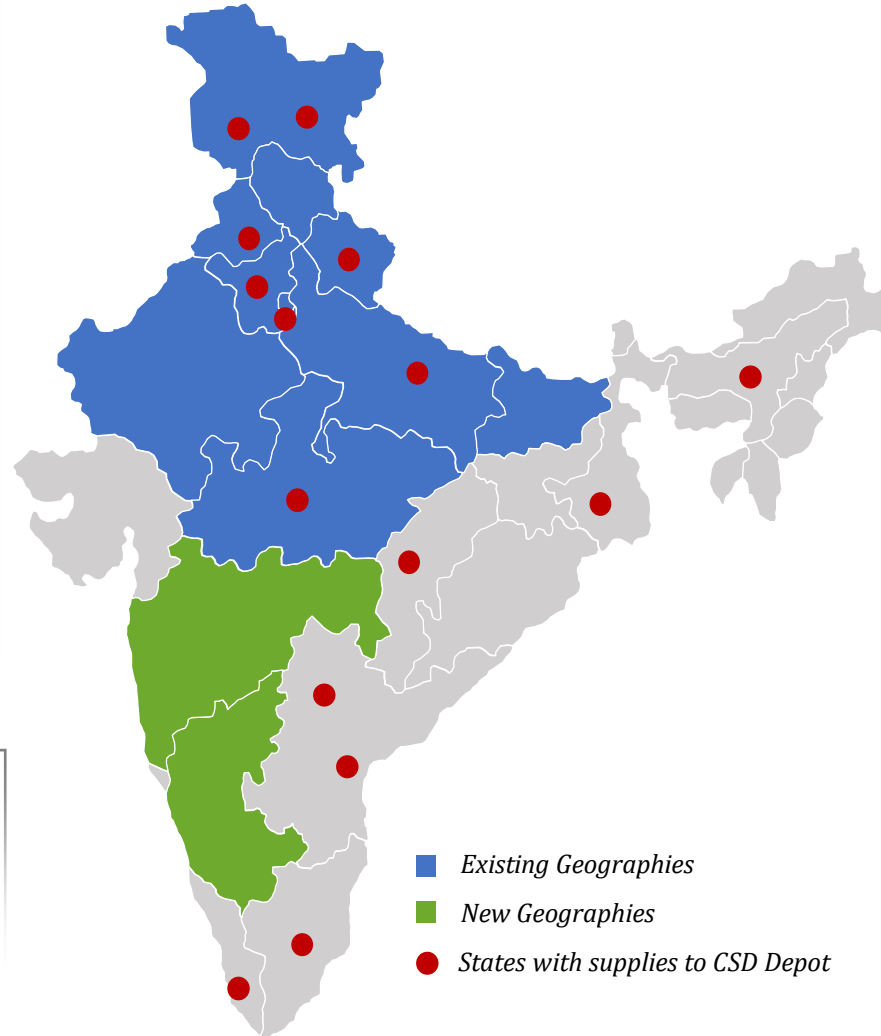 Existing Geographies
New Geographies
States with supplies to CSD Depot